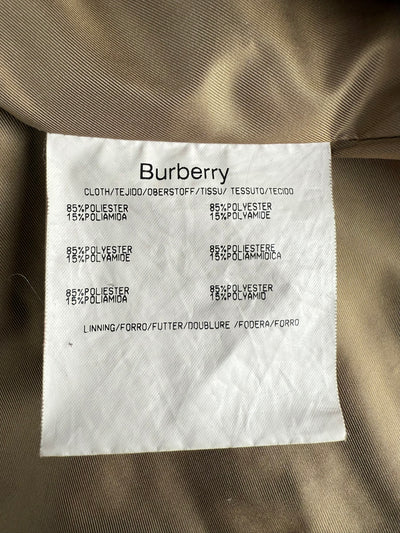 Burberry
CLOTH/TEJIDO/OBERSTOFF/TISSU/ TESSUTO/TECIDO
85%POLIESTER 85%POLYESTER
15%POLIAMIDA 15%POLYAMIDE
85%POLYESTER 85%POLIESTERE
15%POLYAMIDE 15%POLIAMMIDICA
85%POLIESTER 85%POLYESTER
15%POLIAMIDA 15%POLYAMID
LINNING/FORRO/FUTTER/DOUBLURE /FODERA/FORRO